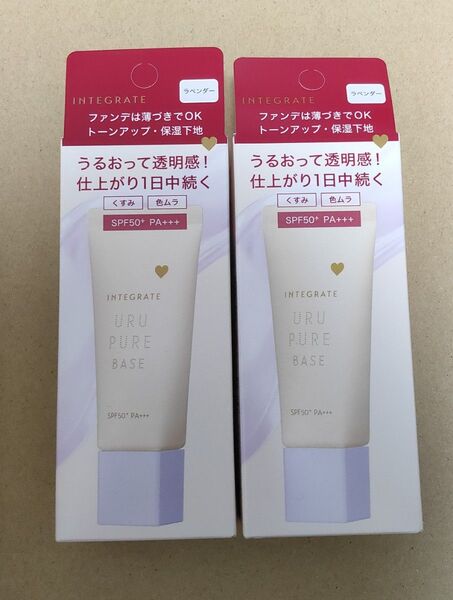 ラベンダー
INTEGRATE
ファンデは薄づきでOK
トーンアップ・保湿下地
うるおって透明感！
仕上がり1日中続く
くすみ 色ムラ
SPF50⁺ PA+++
INTEGRATE
URU
PURE
BASE
SPF50⁺ PA+++
ラベンダー
INTEGRATE
ファンデは薄づきでOK
トーンアップ・保湿下地
うるおって透明感！
仕上がり1日中続く
くすみ 色ムラ
SPF50⁺ PA+++
INTEGRATE
URU
PURE
BASE
SPF50⁺ PA+++